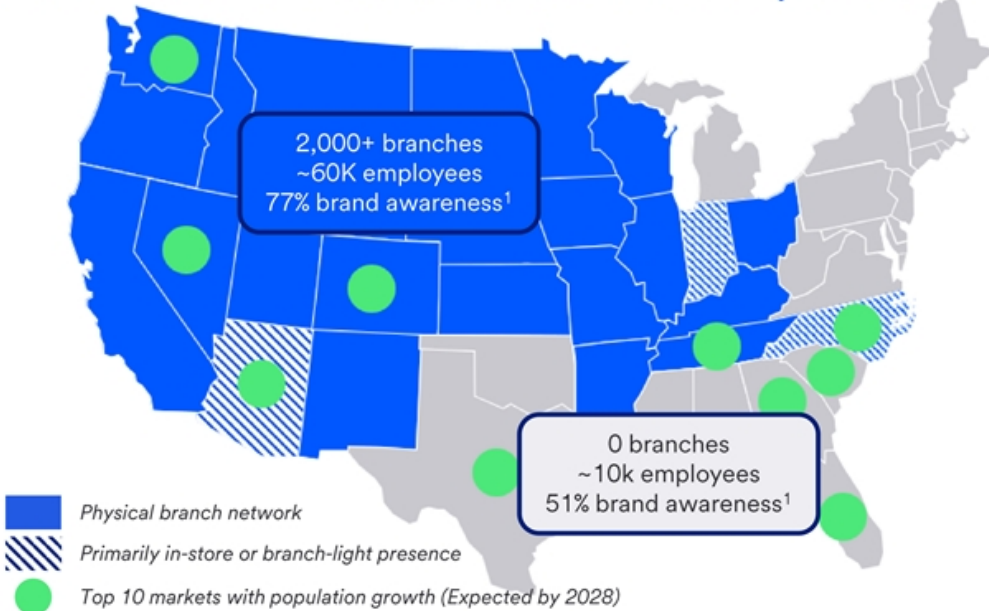 2,000+ branches
~60K employees
77% brand awareness¹
0 branches
~10k employees
51% brand awareness¹
Physical branch network
Primarily in-store or branch-light presence
Top 10 markets with population growth (Expected by 2028)